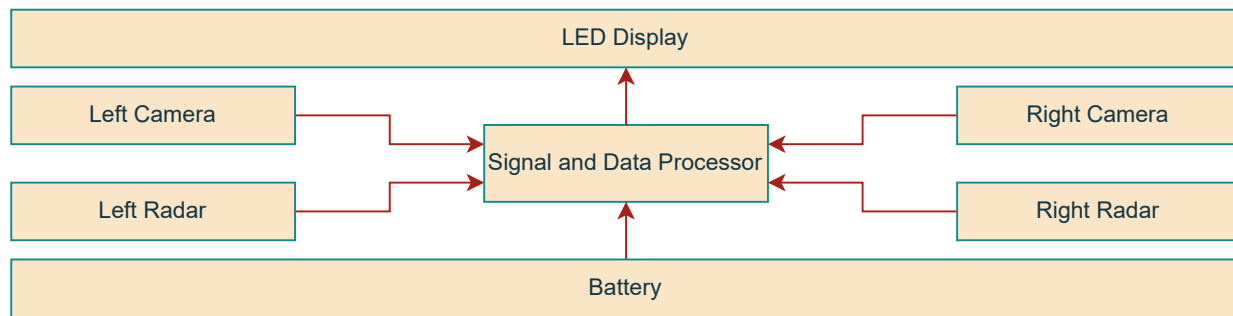 LED Display
Left Camera
Right Camera
Signal and Data Processor
Left Radar
Right Radar
Battery